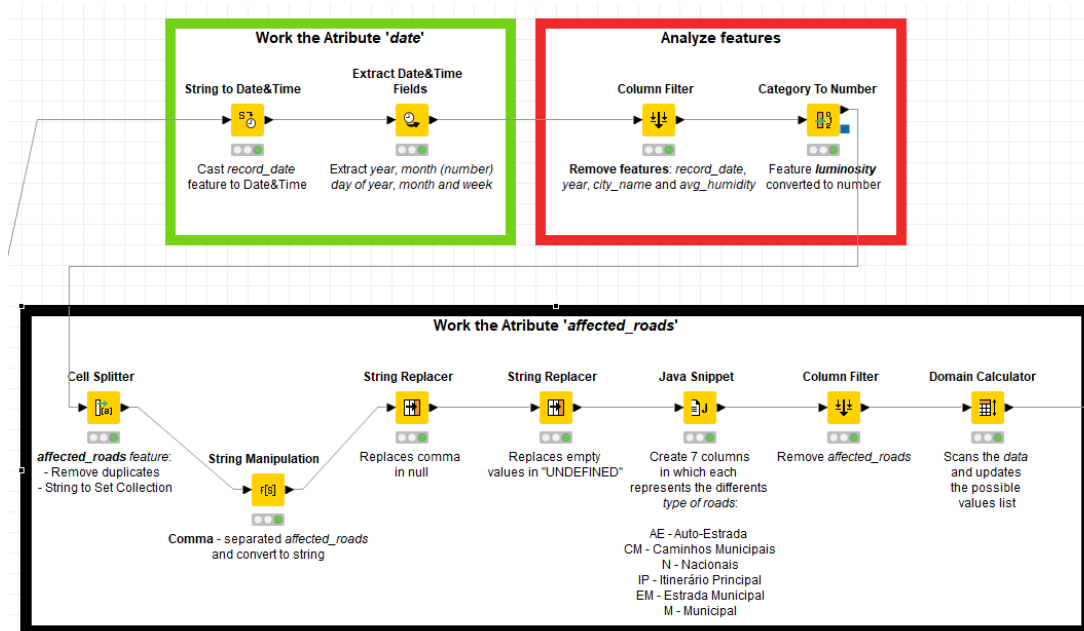 Work the Atribute 'date'
String to Date&Time
Extract Date&Time
Fields
Cast record_date
feature to Date&Time
Extract year, month (number)
day of year, month and week
Analyze features
Column Filter
Category To Number
Remove features: record_date,
year, city_name and avg_humidity
Feature luminosity
converted to number
Work the Atribute 'affected_roads'
Cell Splitter
affected_roads feature:
- Remove duplicates
- String to Set Collection
String Manipulation
Comma - separated affected_roads
and convert to string
String Replacer
Replaces comma
in null
String Replacer
Replaces empty
values in "UNDEFINED"
Java Snippet
Create 7 columns
in which each
represents the differents
type of roads:
AE - Auto-Estrada
CM - Caminhos Municipais
N - Nacionais
IP - Itinerário Principal
EM - Estrada Municipal
M - Municipal
Column Filter
Remove affected_roads
Domain Calculator
Scans the data
and updates
the possible
values list